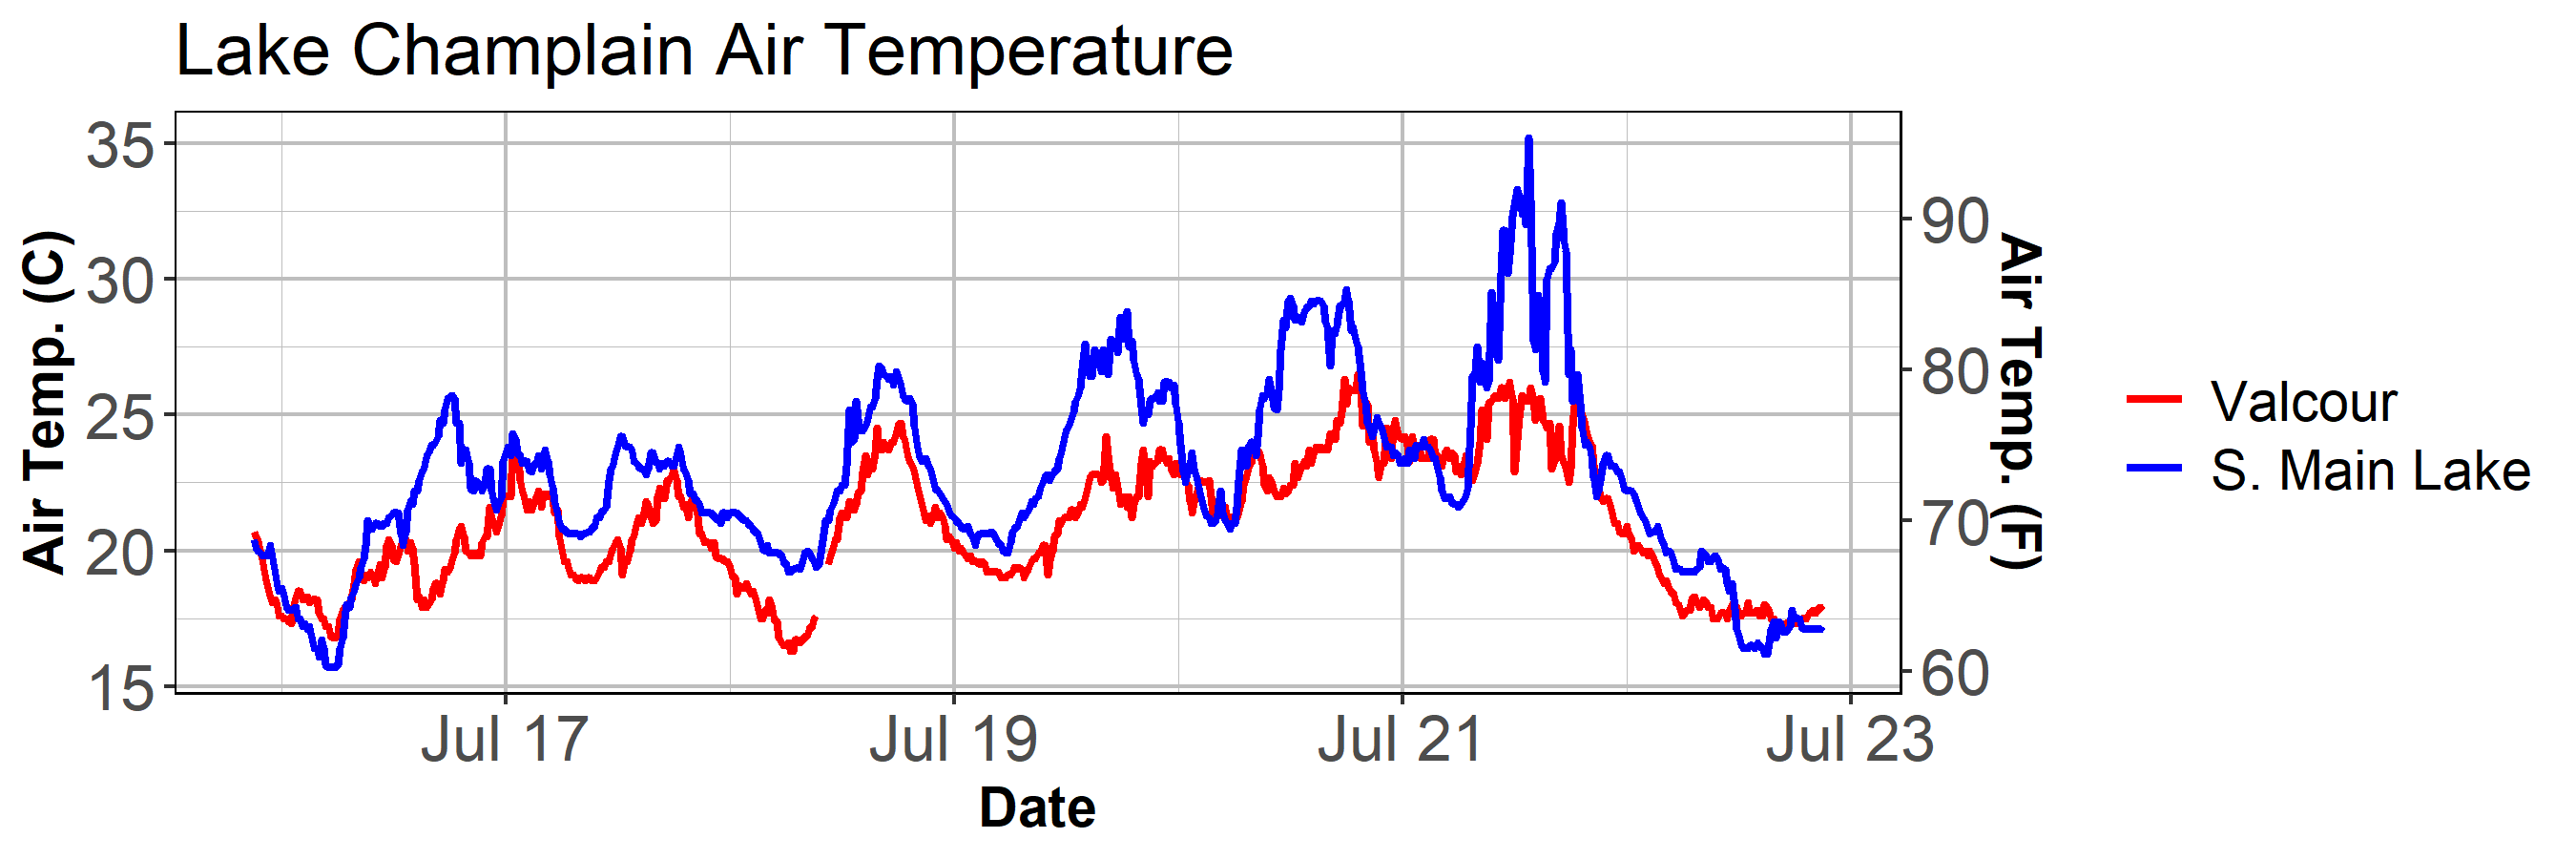 Lake Champlain Air Temperature
35
30
25
20
15
Air Temp. (C)
90
80
70
60
Air Temp. (F)
Jul 17
Jul 19
Jul 21
Jul 23
Date
Valcour
S. Main Lake